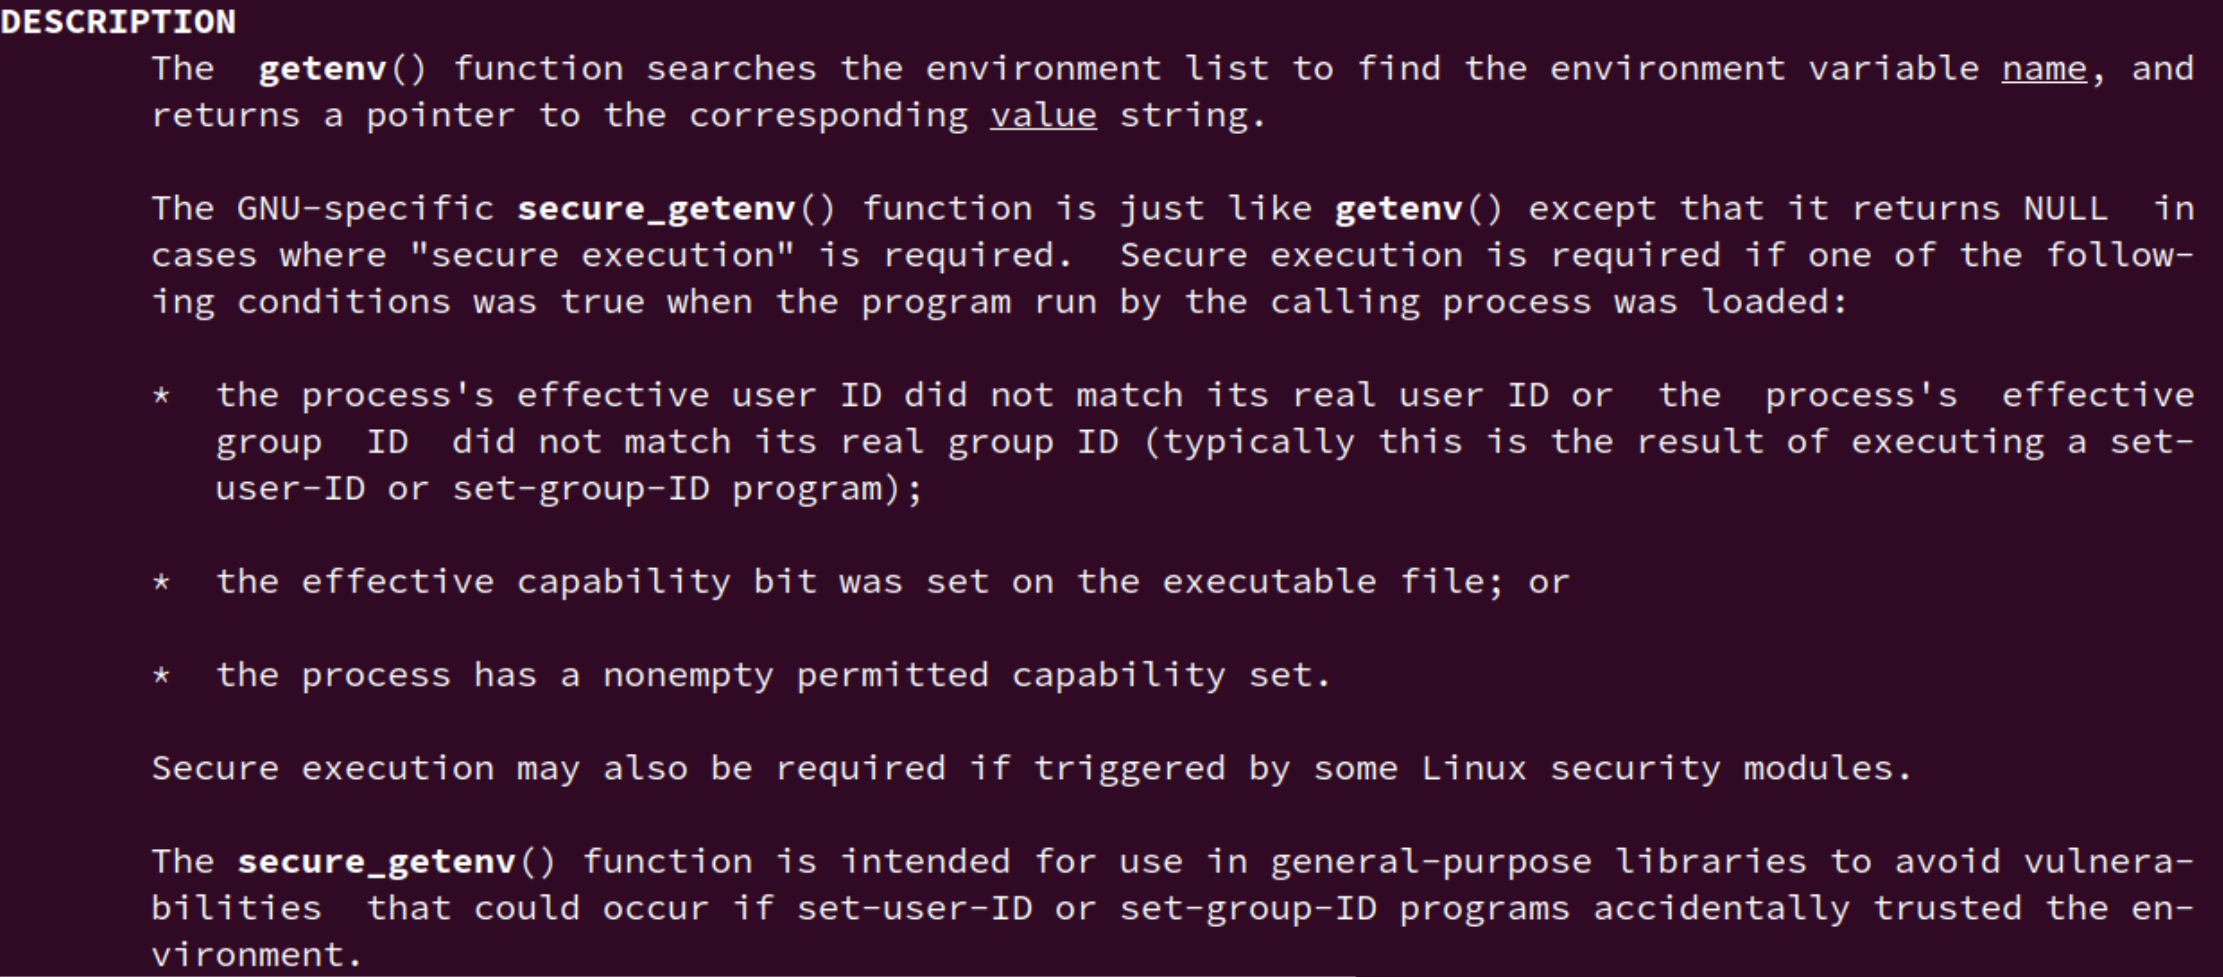 DESCRIPTION
The  getenv() function searches the environment list to find the environment variable name, and
returns a pointer to the corresponding value string.
The GNU-specific secure_getenv() function is just like getenv() except that it returns NULL  in
cases where "secure execution" is required.  Secure execution is required if one of the follow-
ing conditions was true when the program run by the calling process was loaded:
*  the process's effective user ID did not match its real user ID or  the  process's  effective
group  ID  did not match its real group ID (typically this is the result of executing a set-
user-ID or set-group-ID program);
*  the effective capability bit was set on the executable file; or
*  the process has a nonempty permitted capability set.
Secure execution may also be required if triggered by some Linux security modules.
The secure_getenv() function is intended for use in general-purpose libraries to avoid vulnera-
bilities  that could occur if set-user-ID or set-group-ID programs accidentally trusted the en-
vironment.